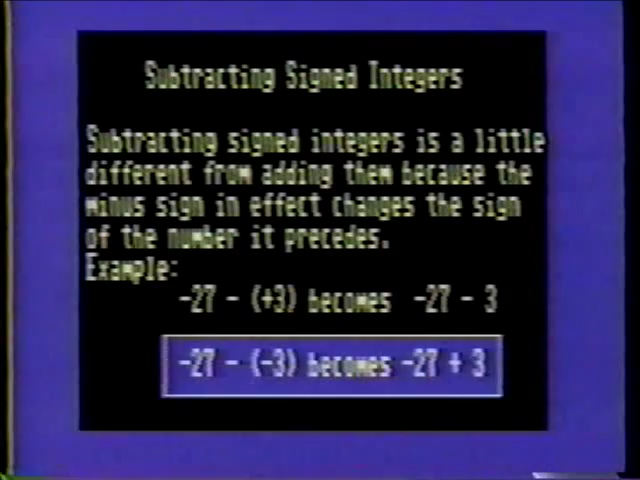 Subtracting Signed Integers
Subtracting signed integers is a little
different from adding them because the
minus sign in effect changes the sign
of the number it precedes.
Example:
-27 - (+3) becomes -27 - 3
-27 - (-3) becomes -27 + 3